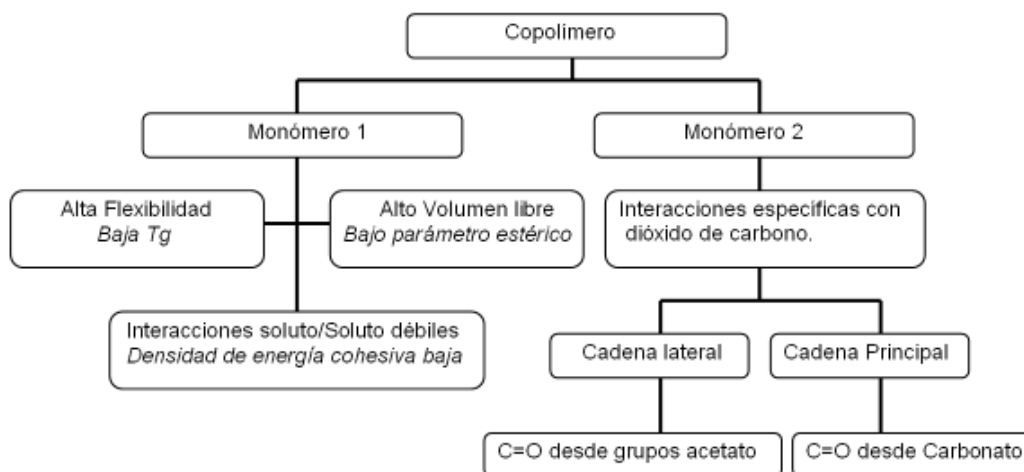 Copolimero
Monómero 1
Monómero 2
Alta Flexibilidad
Baja Tg
Alto Volumen libre
Bajo parámetro estérico
Interacciones especificas con
dióxido de carbono.
Interacciones soluto/Soluto débiles
Densidad de energía cohesiva baja
Cadena lateral
Cadena Principal
C=O desde grupos acetato
C=O desde Carbonato